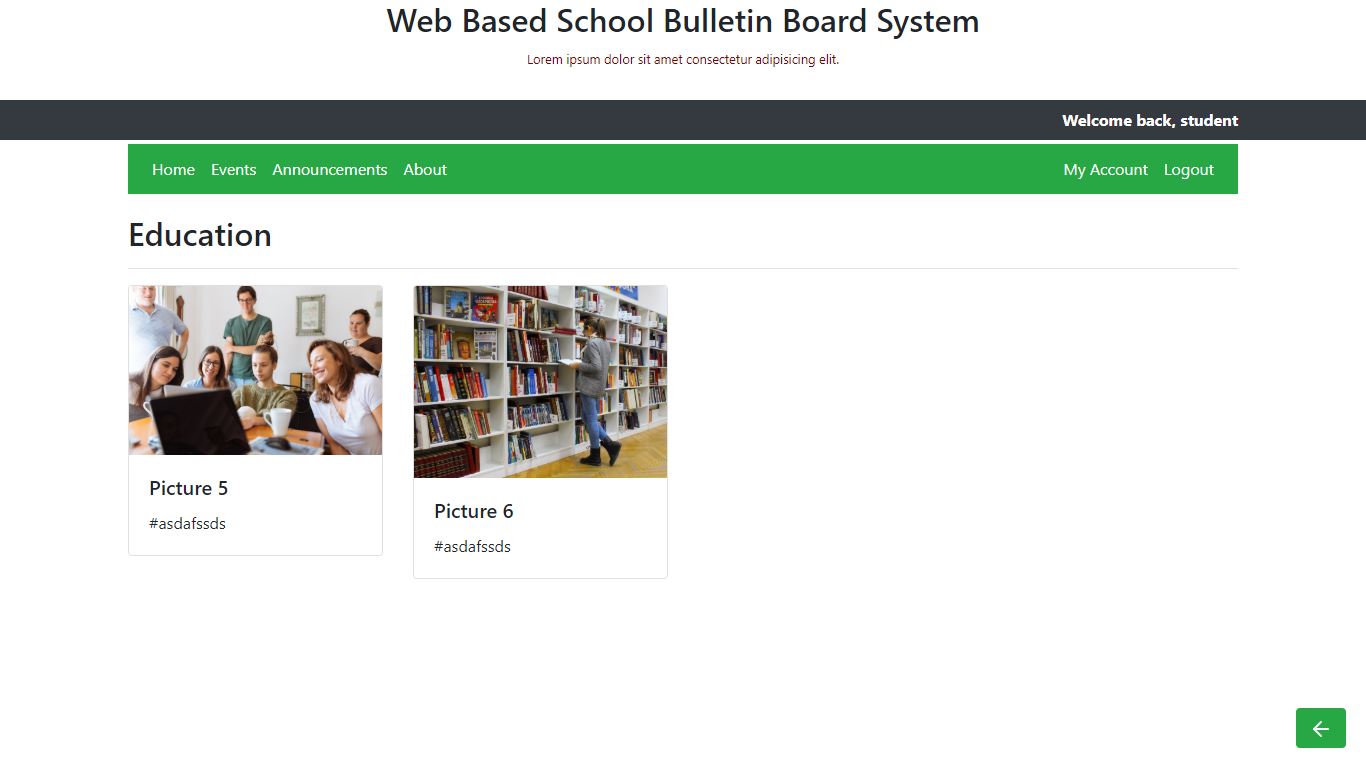 Web Based School Bulletin Board System
Lorem ipsum dolor sit amet consectetur adipisicing elit.
Welcome back, student
Home Events Announcements About My Account Logout
Education
Picture 5
#asdafssds
Picture 6
#asdafssds